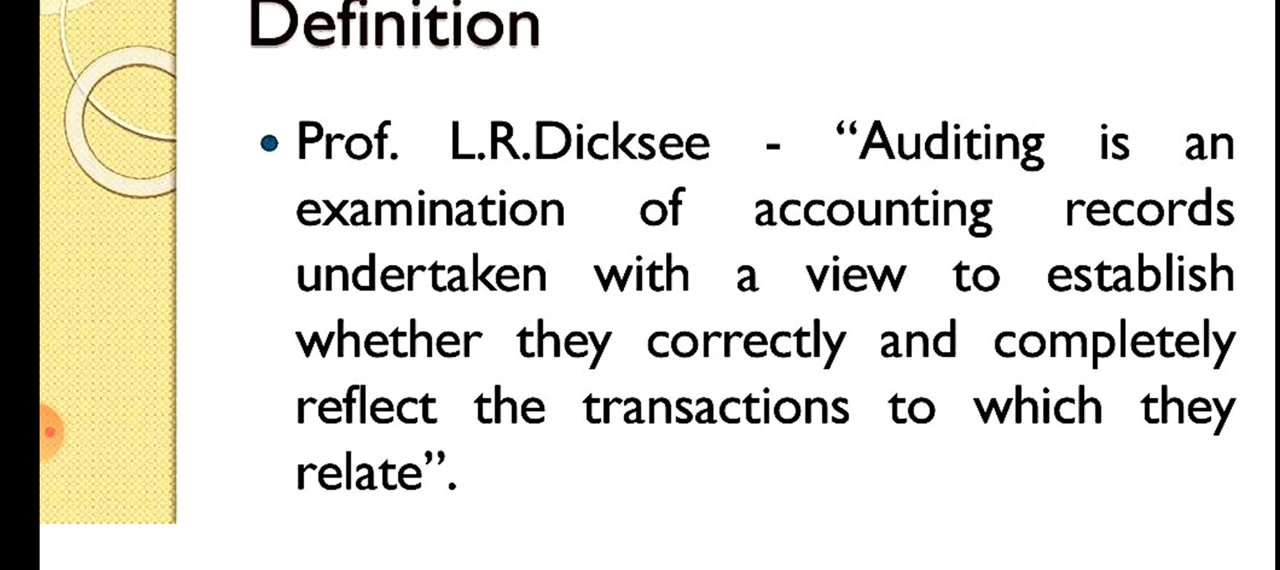 Definition
Prof. L.R.Dicksee - “Auditing is an
examination of accounting records
undertaken with a view to establish
whether they correctly and completely
reflect the transactions to which they
relate”.